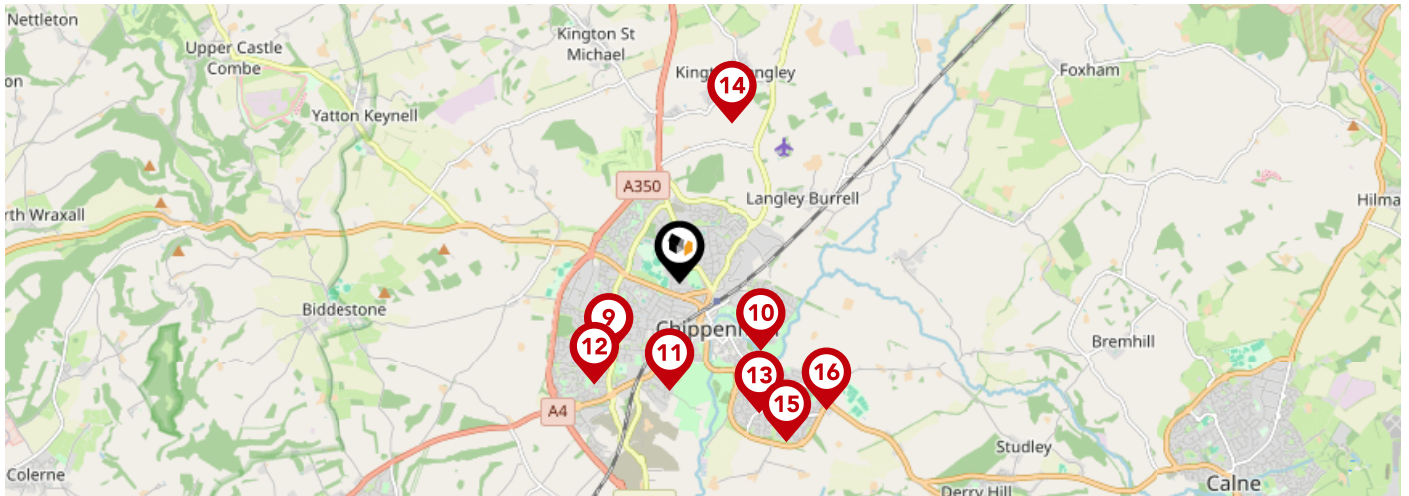 Nettleton
Upper Castle
Combe
Kington St
Michael
on
Yatton Keynell
14
Foxham
A350
rth Wraxall
Langley Burrell
Hilma
Biddestone
9
10
12
11
13
16
15
Bremhill
A4
Colerne
Studley
Derry Hill
Calne